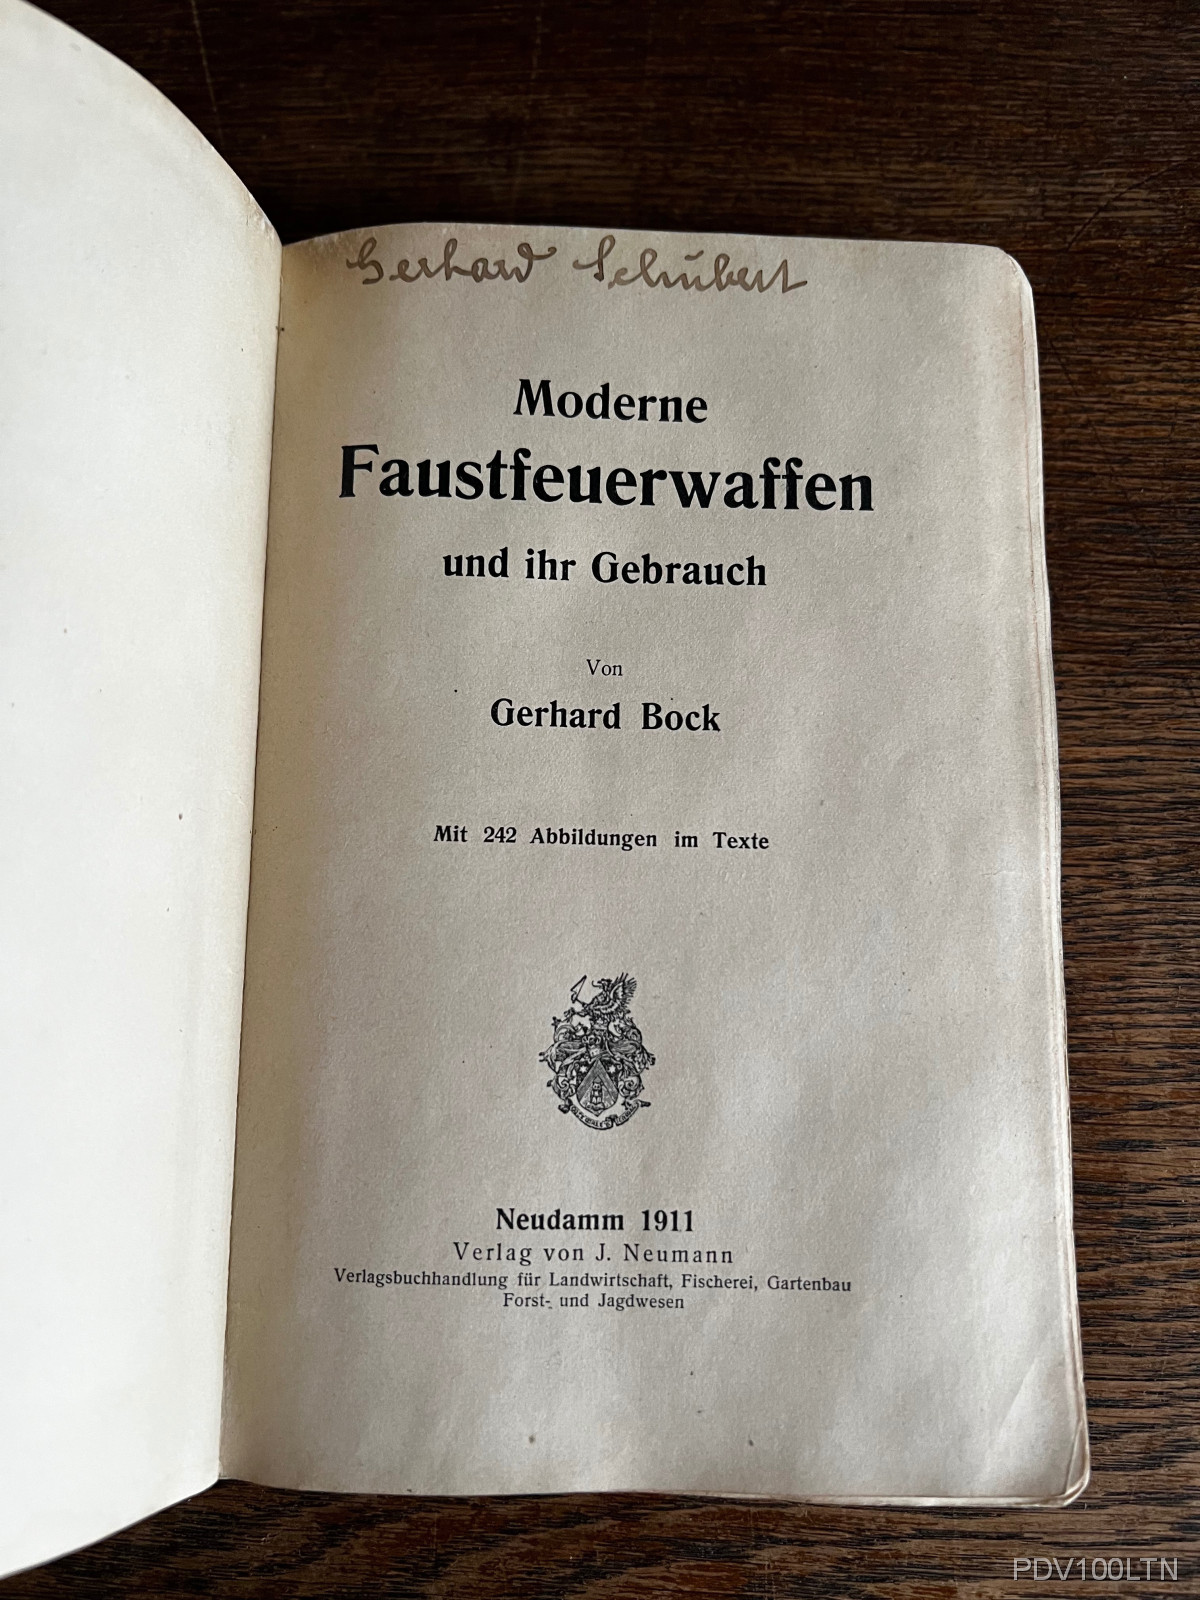 Gerhard Schubert
Moderne
Faustfeuerwaffen
und ihr Gebrauch
Von
Gerhard Bock
Mit 242 Abbildungen im Texte
Neudamm 1911
Verlag von J. Neumann
Verlagsbuchhandlung für Landwirtschaft, Fischerei, Gartenbau
Forst- und Jagdwesen
PDV100LTN